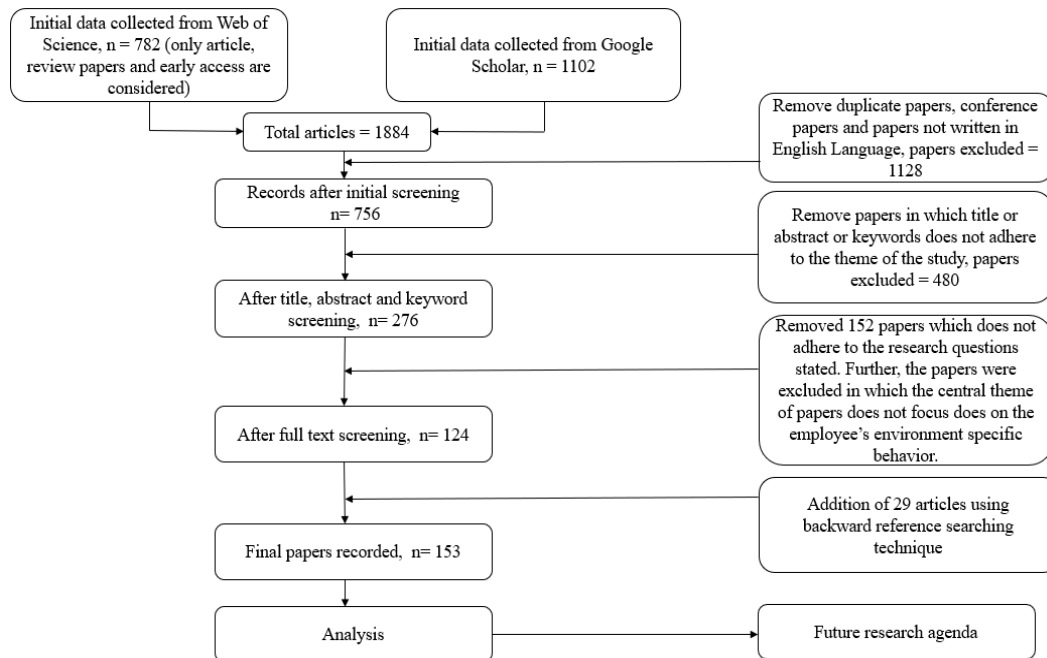 Initial data collected from Web of
Science, n = 782 (only article,
review papers and early access are
considered)
Initial data collected from Google
Scholar, n = 1102
Total articles = 1884
Remove duplicate papers, conference
papers and papers not written in
English Language, papers excluded =
1128
Records after initial screening
n= 756
Remove papers in which title or
abstract or keywords does not adhere
to the theme of the study, papers
excluded = 480
After title, abstract and keyword
screening, n= 276
Removed 152 papers which does not
adhere to the research questions
stated. Further, the papers were
excluded in which the central theme
of papers does not focus does on the
employee's environment specific
behavior.
After full text screening, n= 124
Addition of 29 articles using
backward reference searching
technique
Final papers recorded, n= 153
Analysis
Future research agenda